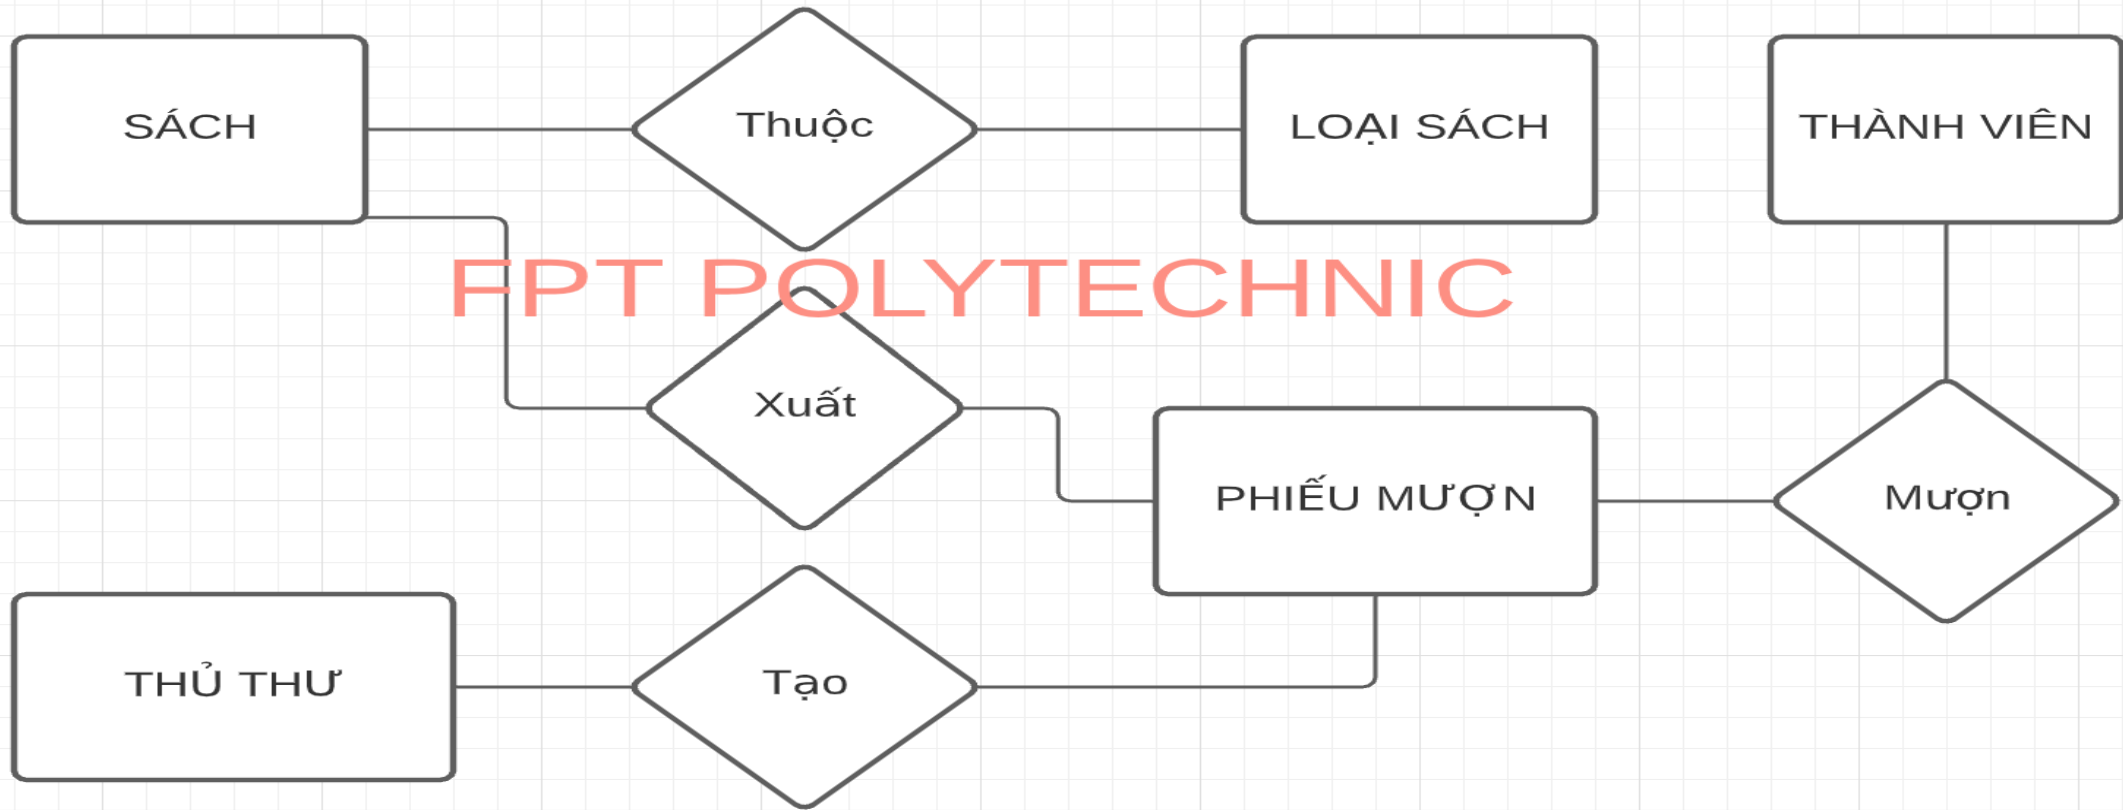 SÁCH
Thuộc
LOẠI SÁCH
THÀNH VIÊN
FPT POLYTECHNIC
Xuất
PHIẾU MƯỢN
Mượn
THỦ THƯ
Tạo